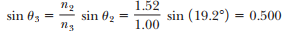 sin θ₃ = n₂/n₃ sin θ₂ = 1.52/1.00 sin (19.2°) = 0.500